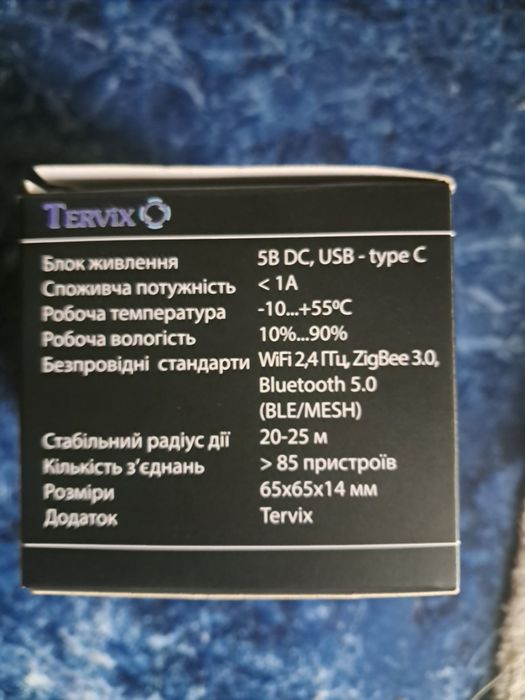 TERVIX
Блок живлення 5В DC, USB - type C
Споживча потужність < 1A
Робоча температура -10...+55ºC
Робоча вологість 10%...90%
Безпровідні стандарти WiFi 2,4 ГГц, ZigBee 3.0,
Bluetooth 5.0
(BLE/MESH)
Стабільний радіус дії 20-25 м
Кількість з’єднань > 85 пристроїв
Розміри 65x65x14 мм
Додаток Tervix